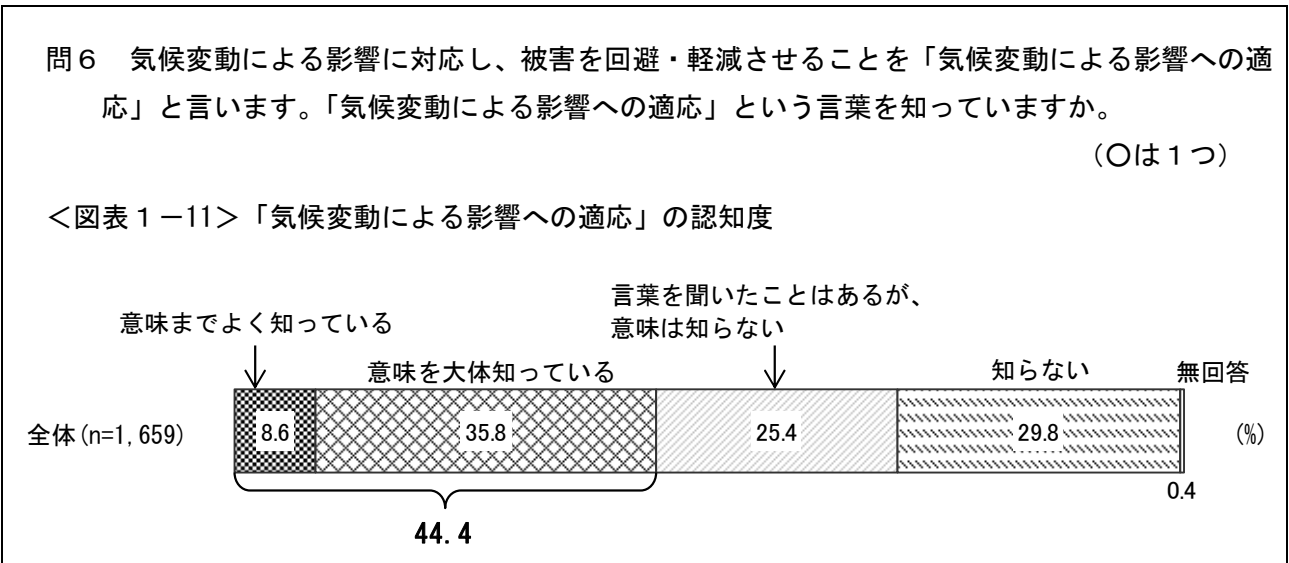 問６　気候変動による影響に対応し、被害を回避・軽減させることを「気候変動による影響への適
応」と言います。「気候変動による影響への適応」という言葉を知っていますか。
（○は１つ）
＜図表１－11＞「気候変動による影響への適応」の認知度
言葉を聞いたことはあるが、
意味は知らない
意味までよく知っている
意味を大体知っている
知らない
無回答
全体(n=1,659)
8.6
35.8
25.4
29.8
(%)
0.4
44.4